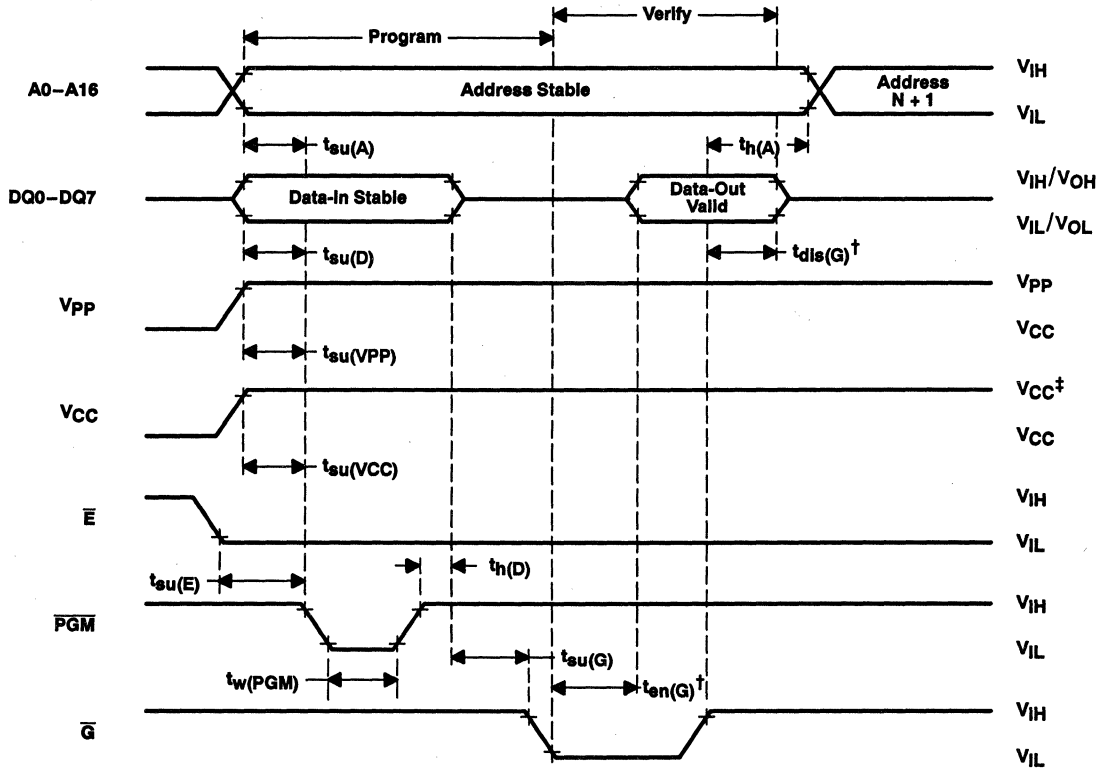 Verify
Program
A0–A16
Address Stable
Address
N + 1
VIH
VIL
tsu(A)
th(A)
DQ0–DQ7
Data-In Stable
Data-Out
Valid
VIH/VOH
VIL/VOL
tsu(D)
tdis(G)†
VPP
VPP
VCC
tsu(VPP)
VCC
VCC‡
VCC
tsu(VCC)
E
VIH
VIL
tsu(E)
th(D)
PGM
VIH
VIL
tsu(G)
tw(PGM)
ten(G)†
G
VIH
VIL